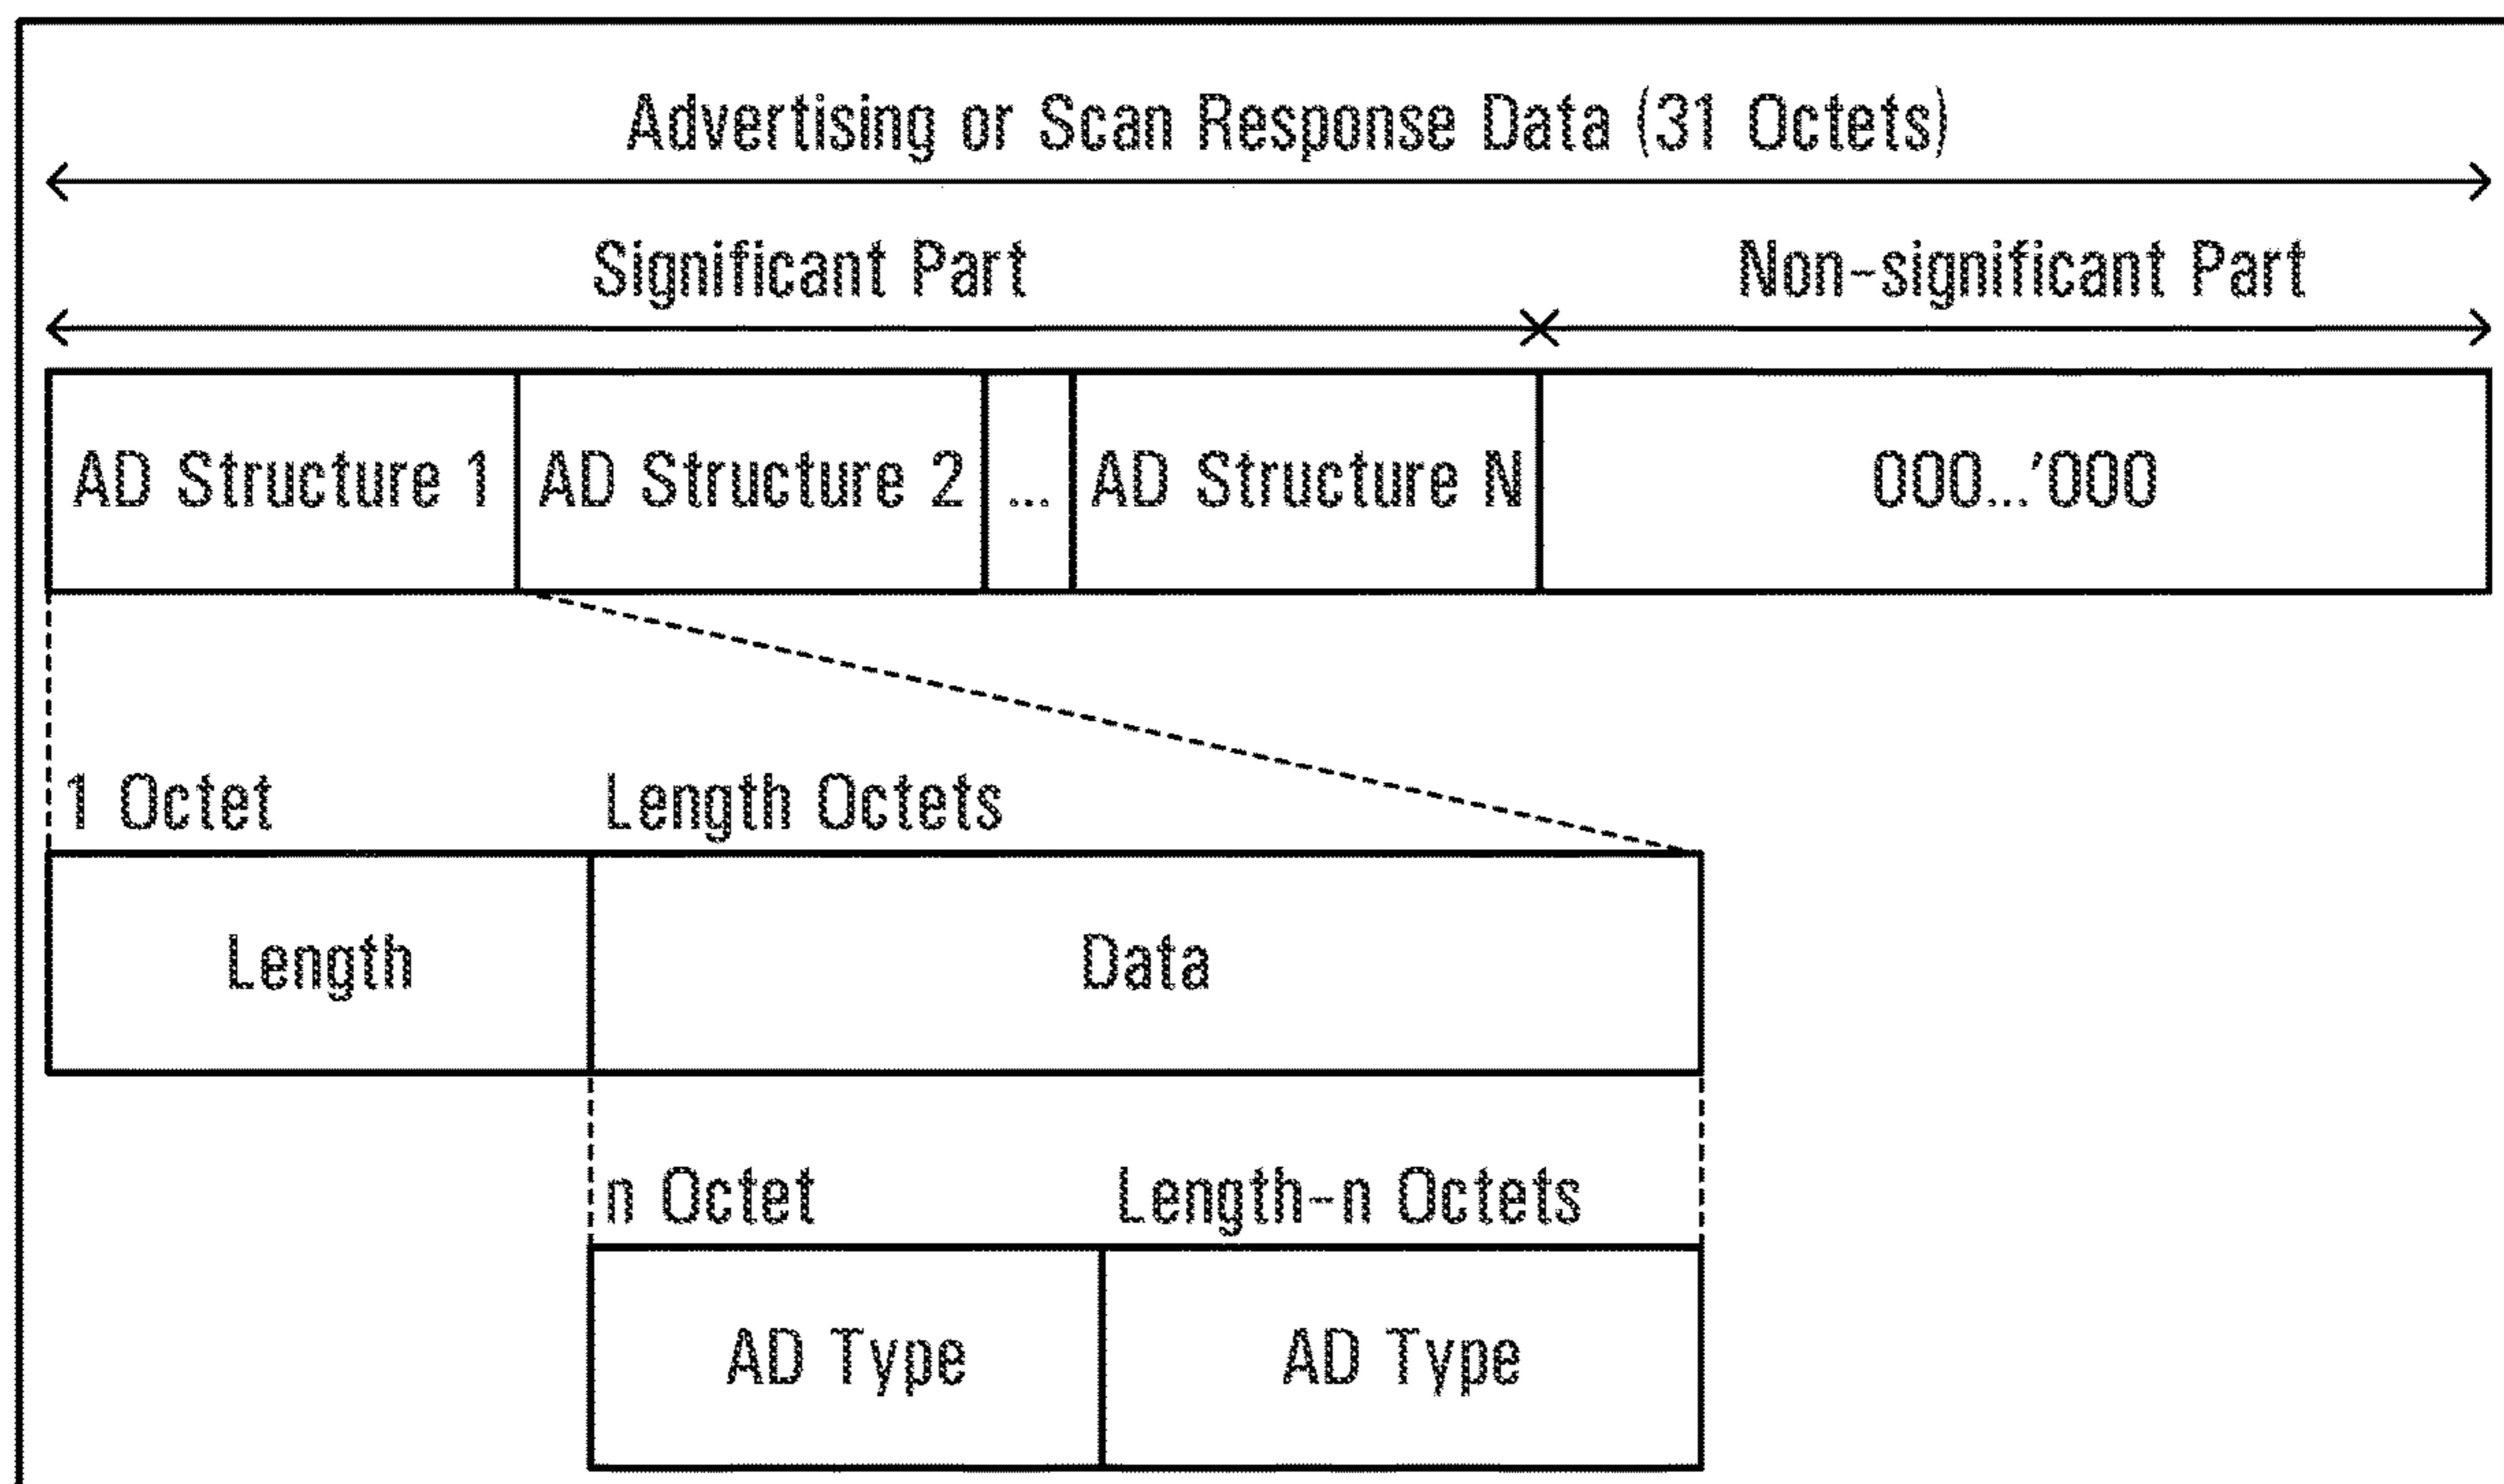 Advertising or Scan Response Data (31 Octets)
Significant Part Non-significant Part
AD Structure 1 AD Structure 2 ... AD Structure N 000...'000
1 Octet Length Octets
Length Data
n Octet Length-n Octets
AD Type AD Type